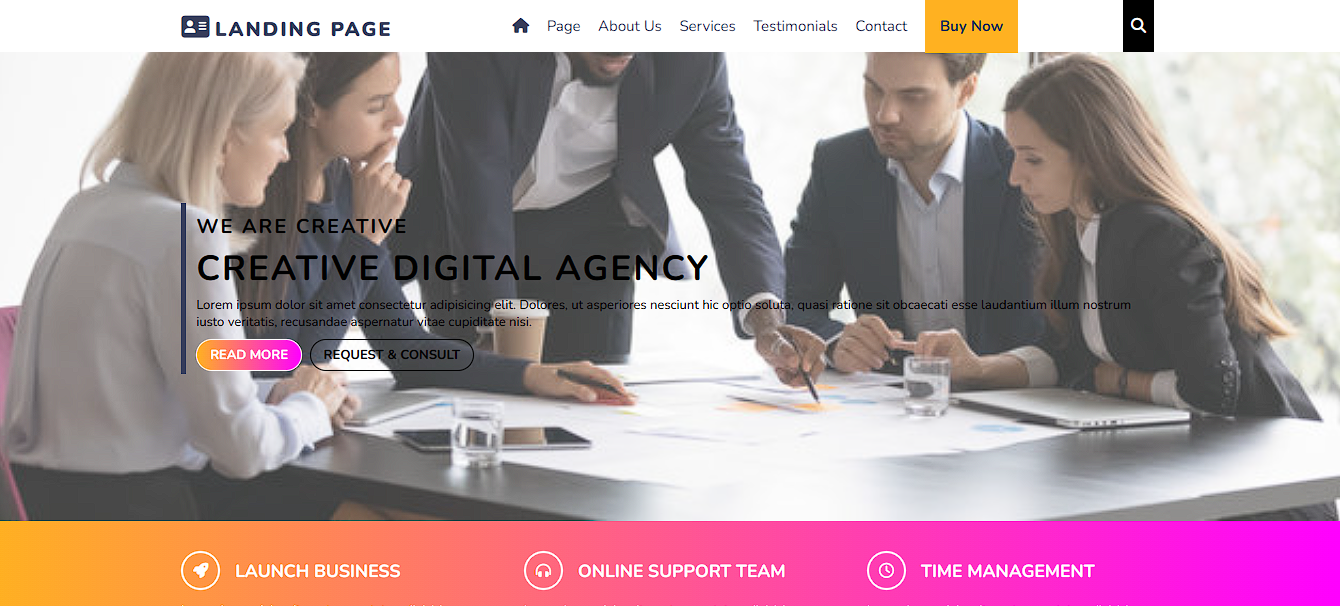 LANDING PAGE
Page About Us Services Testimonials Contact Buy Now
WE ARE CREATIVE
CREATIVE DIGITAL AGENCY
Lorem ipsum dolor sit amet consectetur adipisicing elit. Dolores, ut asperiores nesciunt hic optio soluta, quasi ratione sit obcaecati esse laudantium illum nostrum
iusto veritatis, recusandae aspernatur vitae cupiditate nisi.
READ MORE REQUEST & CONSULT
LAUNCH BUSINESS ONLINE SUPPORT TEAM TIME MANAGEMENT